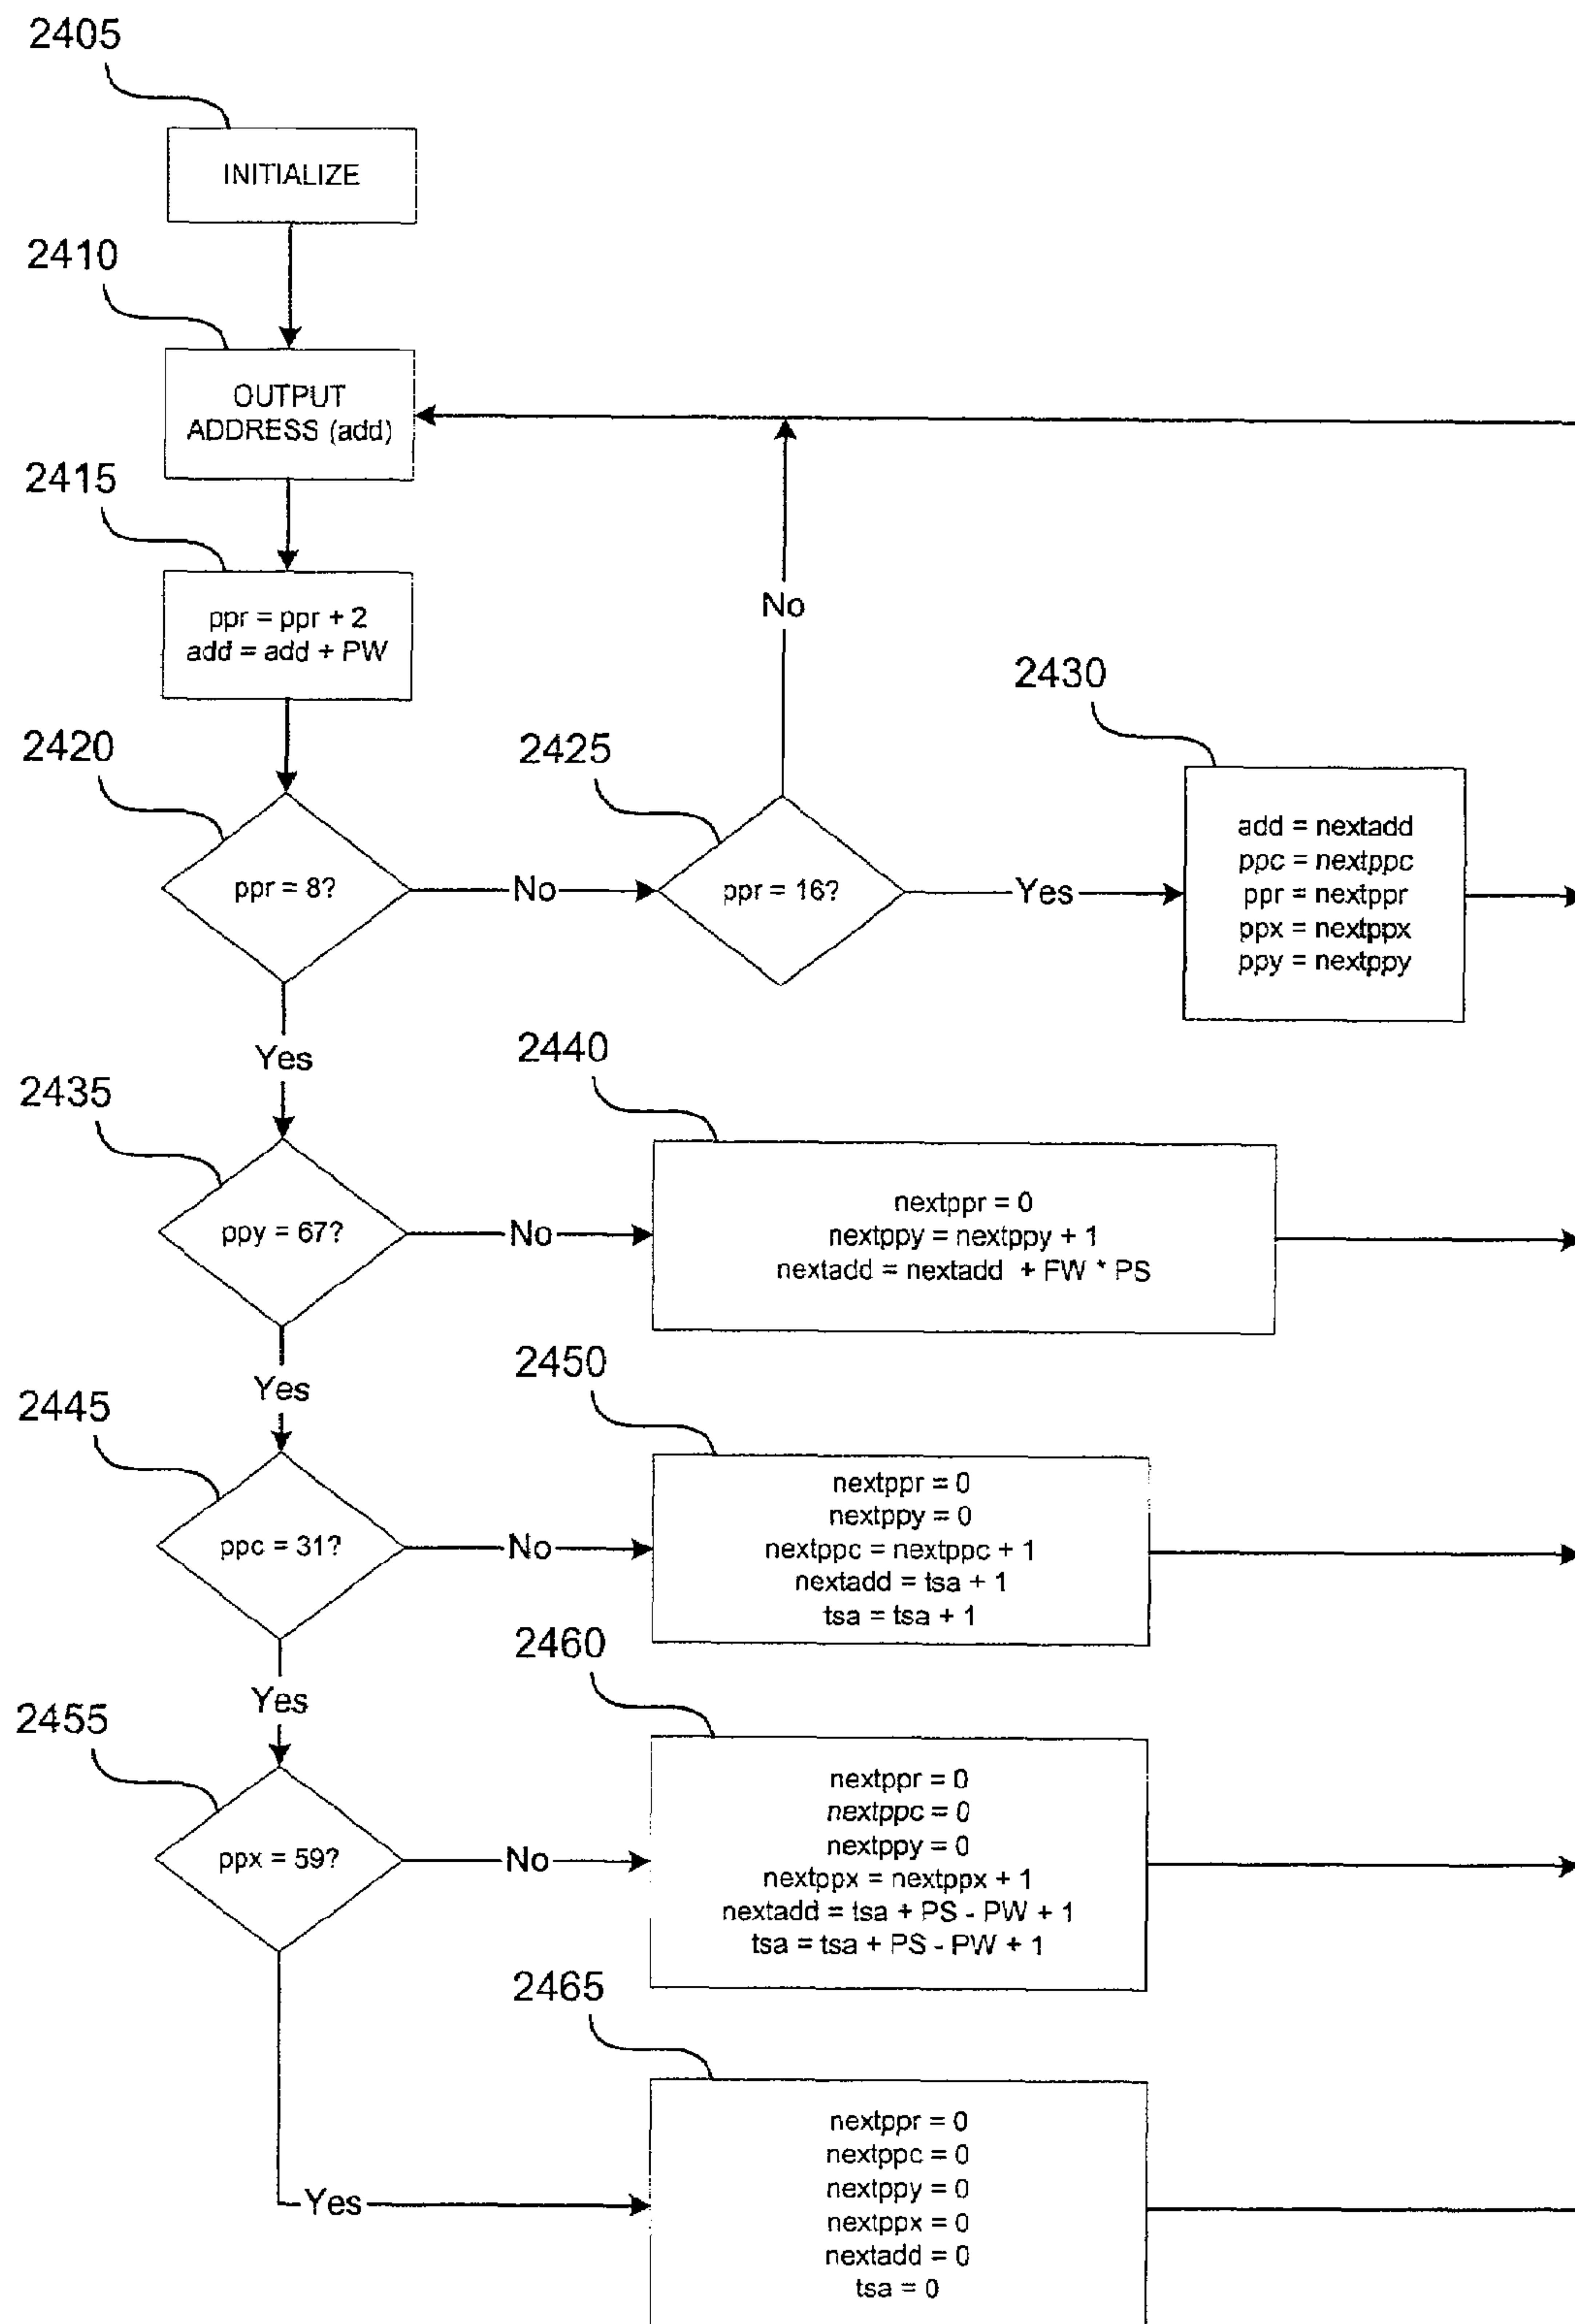 2405
INITIALIZE
2410
OUTPUT
ADDRESS (add)
2415
ppr = ppr + 2
add = add + PW
2420
ppr = 8?
No
2425
ppr = 16?
No
Yes
2430
add = nextadd
ppc = nextppc
ppr = nextppr
ppx = nextppx
ppy = nextppy
Yes
2435
ppy = 67?
No
2440
nextppr = 0
nextppy = nextppy + 1
nextadd = nextadd + FW * PS
Yes
2445
ppc = 31?
No
2450
nextppr = 0
nextppy = 0
nextppc = nextppc + 1
nextadd = tsa + 1
tsa = tsa + 1
Yes
2455
ppx = 59?
No
2460
nextppr = 0
nextppc = 0
nextppy = 0
nextppx = nextppx + 1
nextadd = tsa + PS - PW + 1
tsa = tsa + PS - PW + 1
Yes
2465
nextppr = 0
nextppc = 0
nextppy = 0
nextppx = 0
nextadd = 0
tsa = 0